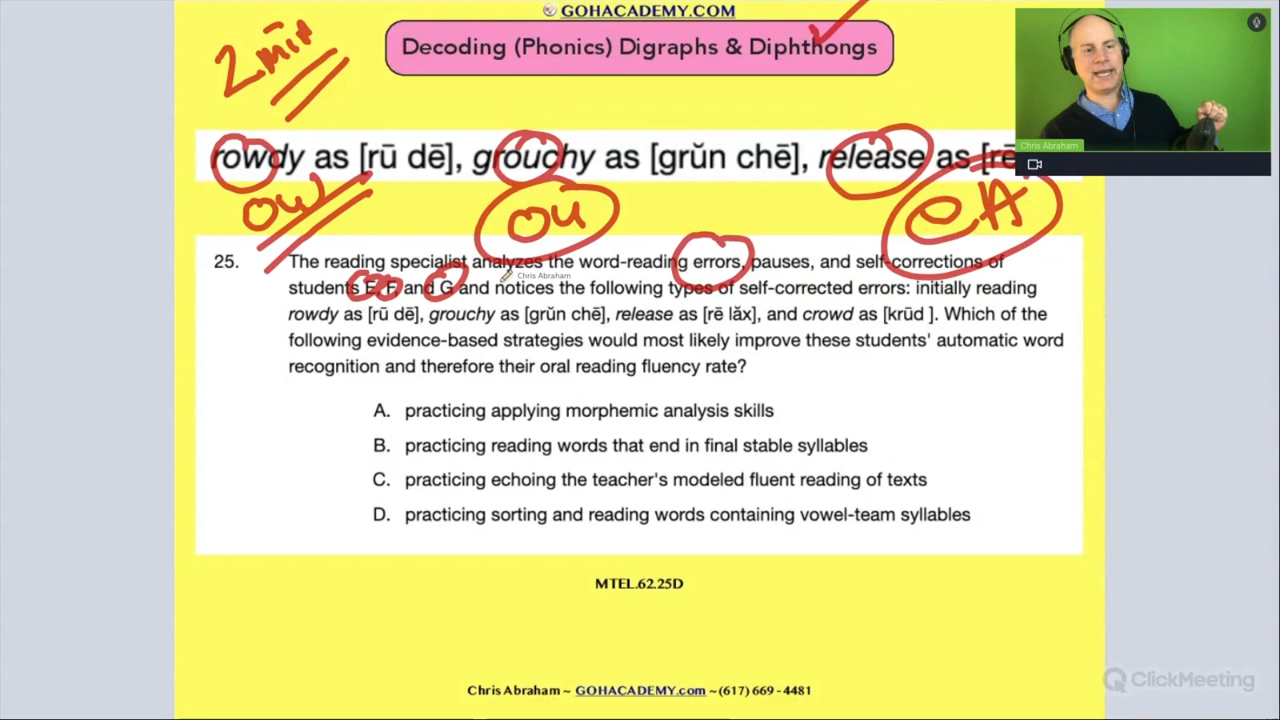 GOHACADEMY.COM
Decoding (Phonics) Digraphs & Diphthongs
2 min
rowdy as [rū dē], grouchy as [grŭn chē], release as [rē
ow
ou
eA
Chris Abraham
25. The reading specialist analyzes the word-reading errors, pauses, and self-corrections of
Chris Abraham
students E, F, and G and notices the following types of self-corrected errors: initially reading
rowdy as [rū dē], grouchy as [grŭn chē], release as [rē lăx], and crowd as [krūd ]. Which of the
following evidence-based strategies would most likely improve these students' automatic word
recognition and therefore their oral reading fluency rate?
A. practicing applying morphemic analysis skills
B. practicing reading words that end in final stable syllables
C. practicing echoing the teacher's modeled fluent reading of texts
D. practicing sorting and reading words containing vowel-team syllables
MTEL.62.25D
Chris Abraham ~ GOHACADEMY.com ~(617) 669 - 4481
ClickMeeting